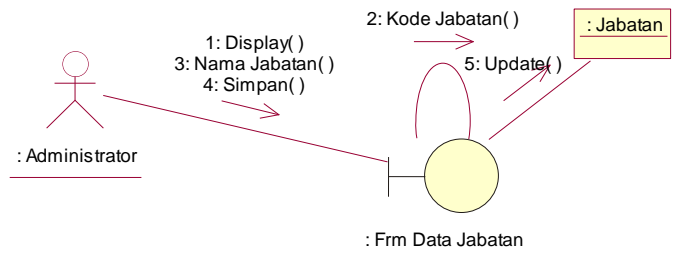 2: Kode Jabatan( )
: Jabatan
1: Display( )
3: Nama Jabatan( )
4: Simpan( )
5: Update( )
: Administrator
: Frm Data Jabatan